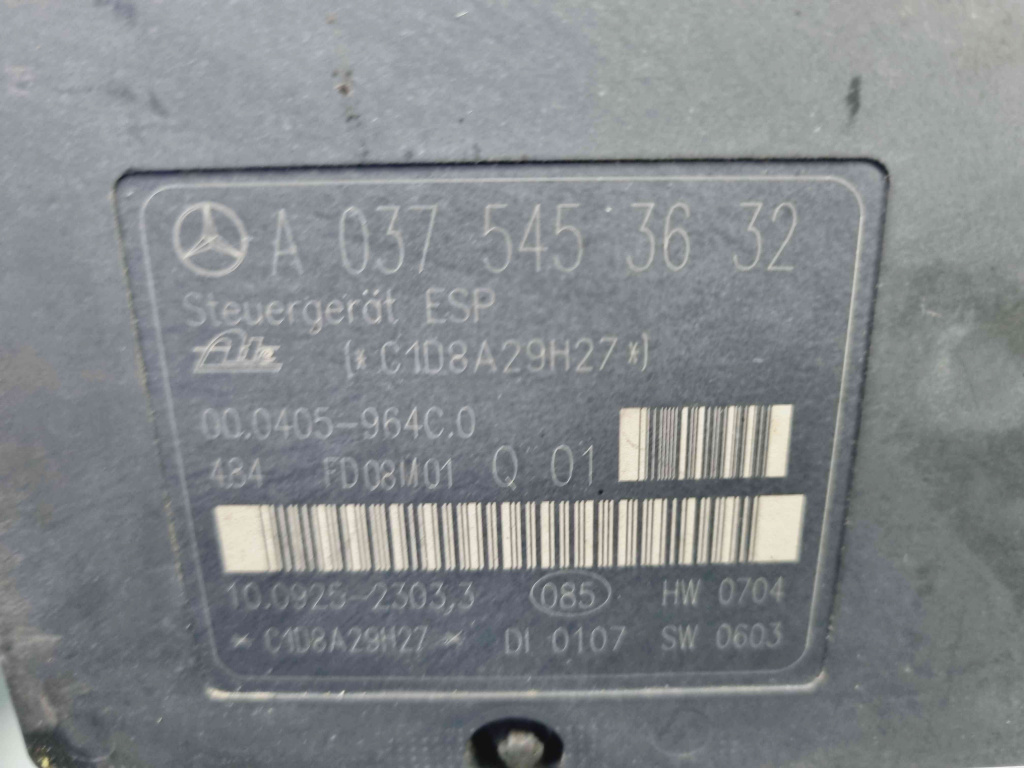 A 037 545 36 32
Steuergerät ESP
Ate (*C1D8A29H27*)
00.0405-964C.0
484 FD08M01 Q 01
10.0925-2303,3 085 HW 0704
* C1D8A29H27 * DI 0107 SW 0603